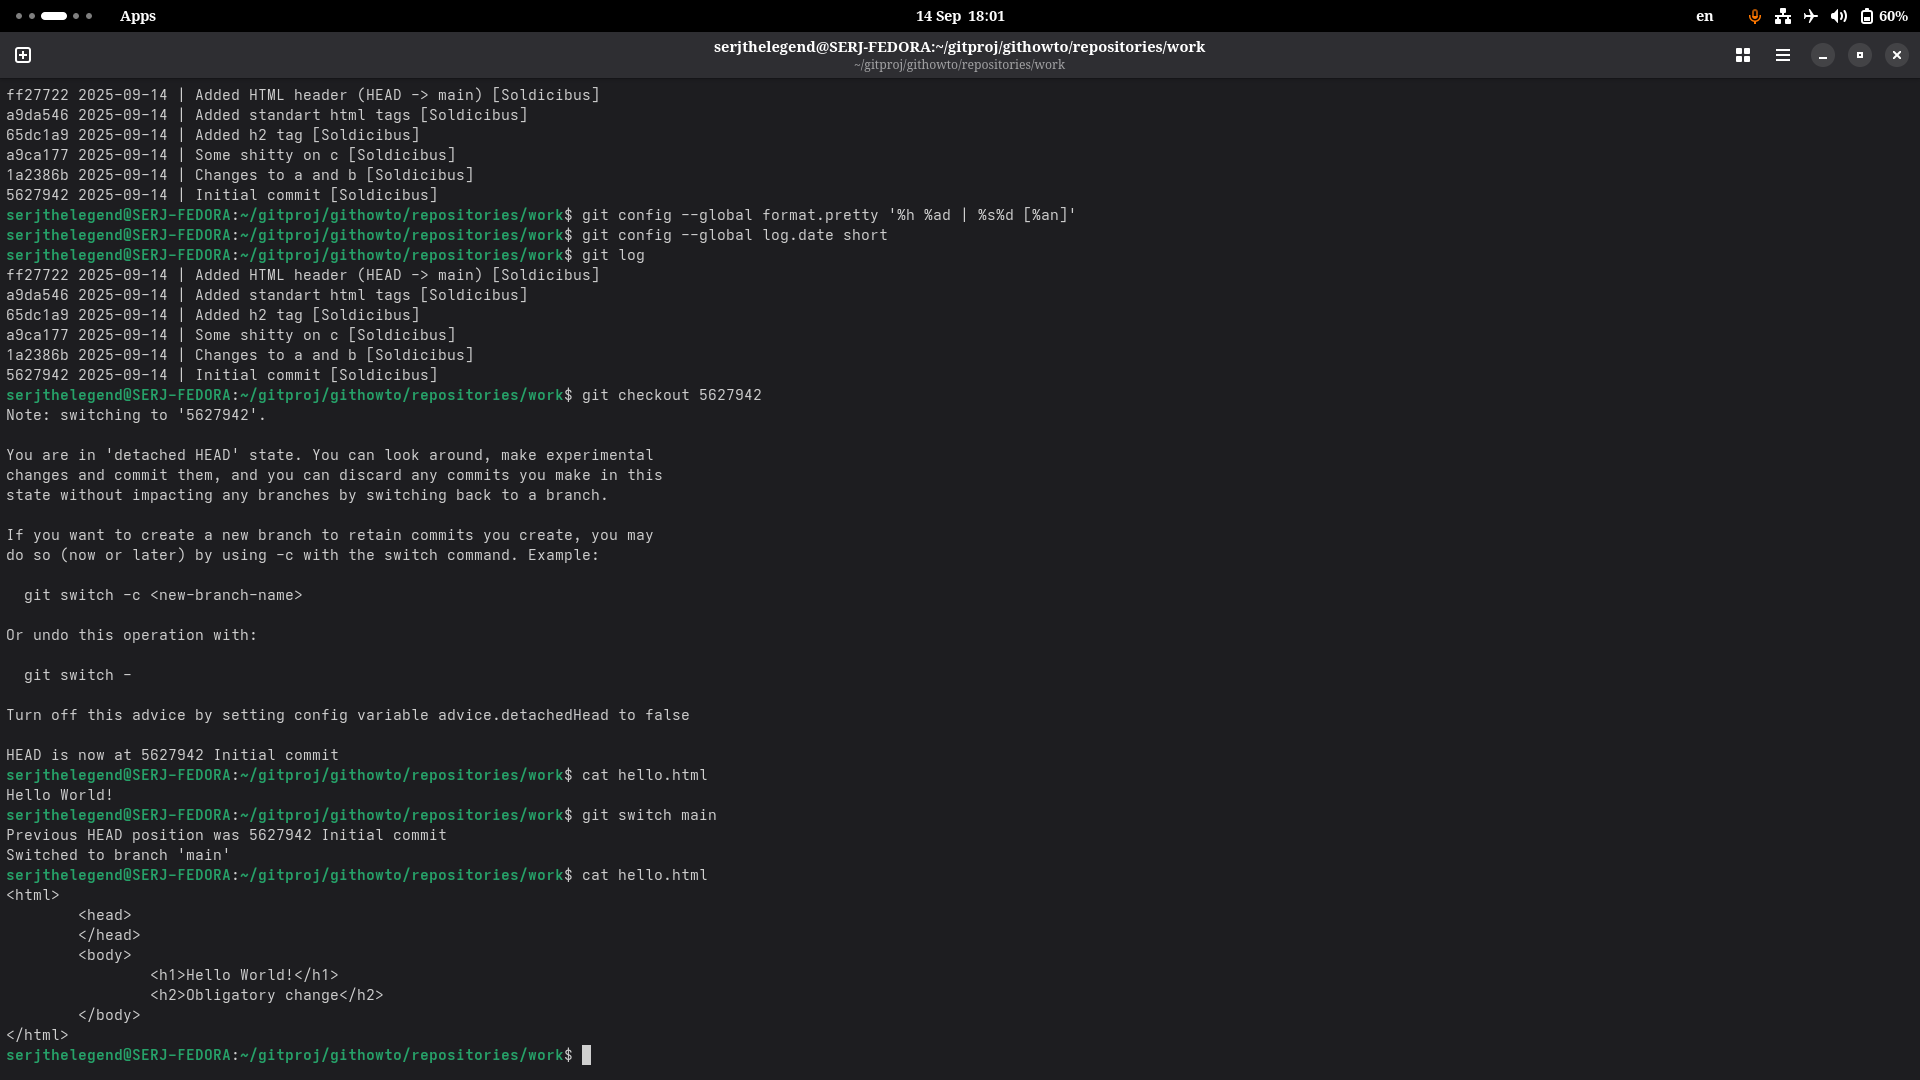 Apps
14 Sep 18:01
en
60%
serjthelegend@SERJ-FEDORA:~/gitproj/githowto/repositories/work
~/gitproj/githowto/repositories/work
ff27722 2025-09-14 | Added HTML header (HEAD -> main) [Soldicibus]
a9da546 2025-09-14 | Added standart html tags [Soldicibus]
65dc1a9 2025-09-14 | Added h2 tag [Soldicibus]
a9ca177 2025-09-14 | Some shitty on c [Soldicibus]
1a2386b 2025-09-14 | Changes to a and b [Soldicibus]
5627942 2025-09-14 | Initial commit [Soldicibus]
serjthelegend@SERJ-FEDORA:~/gitproj/githowto/repositories/work$ git config --global format.pretty '%h %ad | %s%d [%an]'
serjthelegend@SERJ-FEDORA:~/gitproj/githowto/repositories/work$ git config --global log.date short
serjthelegend@SERJ-FEDORA:~/gitproj/githowto/repositories/work$ git log
ff27722 2025-09-14 | Added HTML header (HEAD -> main) [Soldicibus]
a9da546 2025-09-14 | Added standart html tags [Soldicibus]
65dc1a9 2025-09-14 | Added h2 tag [Soldicibus]
a9ca177 2025-09-14 | Some shitty on c [Soldicibus]
1a2386b 2025-09-14 | Changes to a and b [Soldicibus]
5627942 2025-09-14 | Initial commit [Soldicibus]
serjthelegend@SERJ-FEDORA:~/gitproj/githowto/repositories/work$ git checkout 5627942
Note: switching to '5627942'.

You are in 'detached HEAD' state. You can look around, make experimental
changes and commit them, and you can discard any commits you make in this
state without impacting any branches by switching back to a branch.

If you want to create a new branch to retain commits you create, you may
do so (now or later) by using -c with the switch command. Example:

  git switch -c <new-branch-name>

Or undo this operation with:

  git switch -

Turn off this advice by setting config variable advice.detachedHead to false

HEAD is now at 5627942 Initial commit
serjthelegend@SERJ-FEDORA:~/gitproj/githowto/repositories/work$ cat hello.html
Hello World!
serjthelegend@SERJ-FEDORA:~/gitproj/githowto/repositories/work$ git switch main
Previous HEAD position was 5627942 Initial commit
Switched to branch 'main'
serjthelegend@SERJ-FEDORA:~/gitproj/githowto/repositories/work$ cat hello.html
<html>
        <head>
        </head>
        <body>
                <h1>Hello World!</h1>
                <h2>Obligatory change</h2>
        </body>
</html>
serjthelegend@SERJ-FEDORA:~/gitproj/githowto/repositories/work$